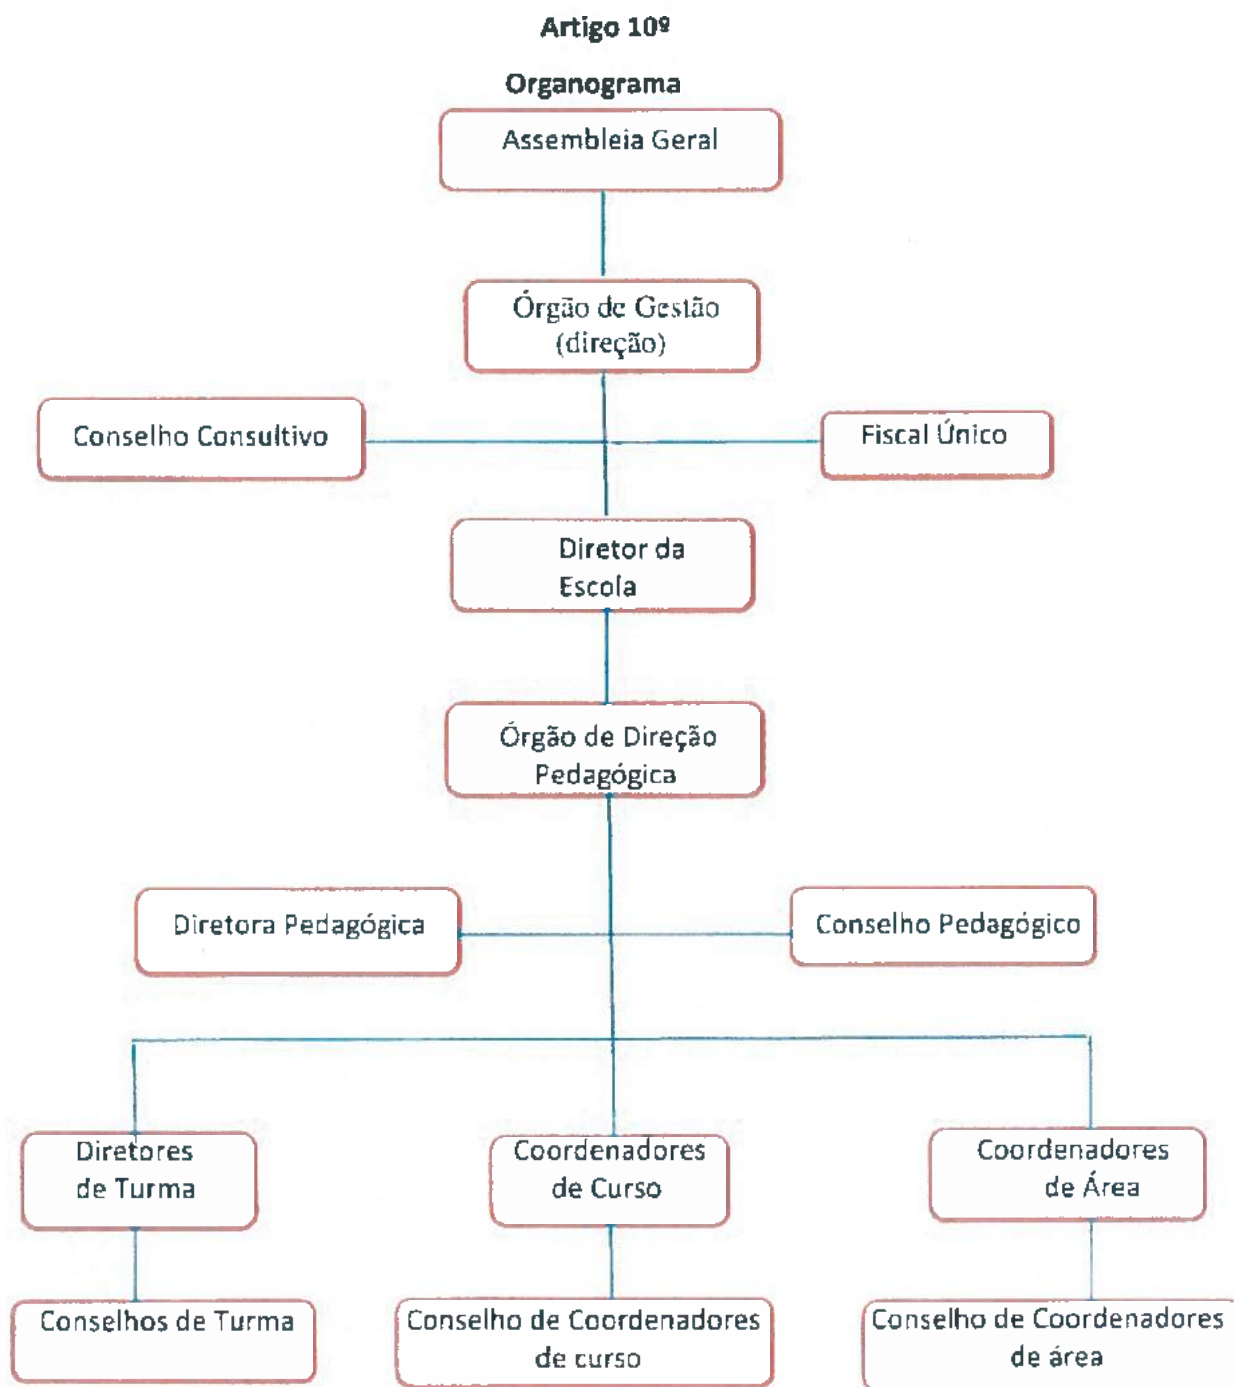 Artigo 10º
Organograma
Assembleia Geral
Órgão de Gestão
(direção)
Conselho Consultivo
Fiscal Único
Diretor da
Escola
Órgão de Direção
Pedagógica
Diretora Pedagógica
Conselho Pedagógico
Diretores
de Turma
Coordenadores
de Curso
Coordenadores
de Área
Conselhos de Turma
Conselho de Coordenadores
de curso
Conselho de Coordenadores
de área